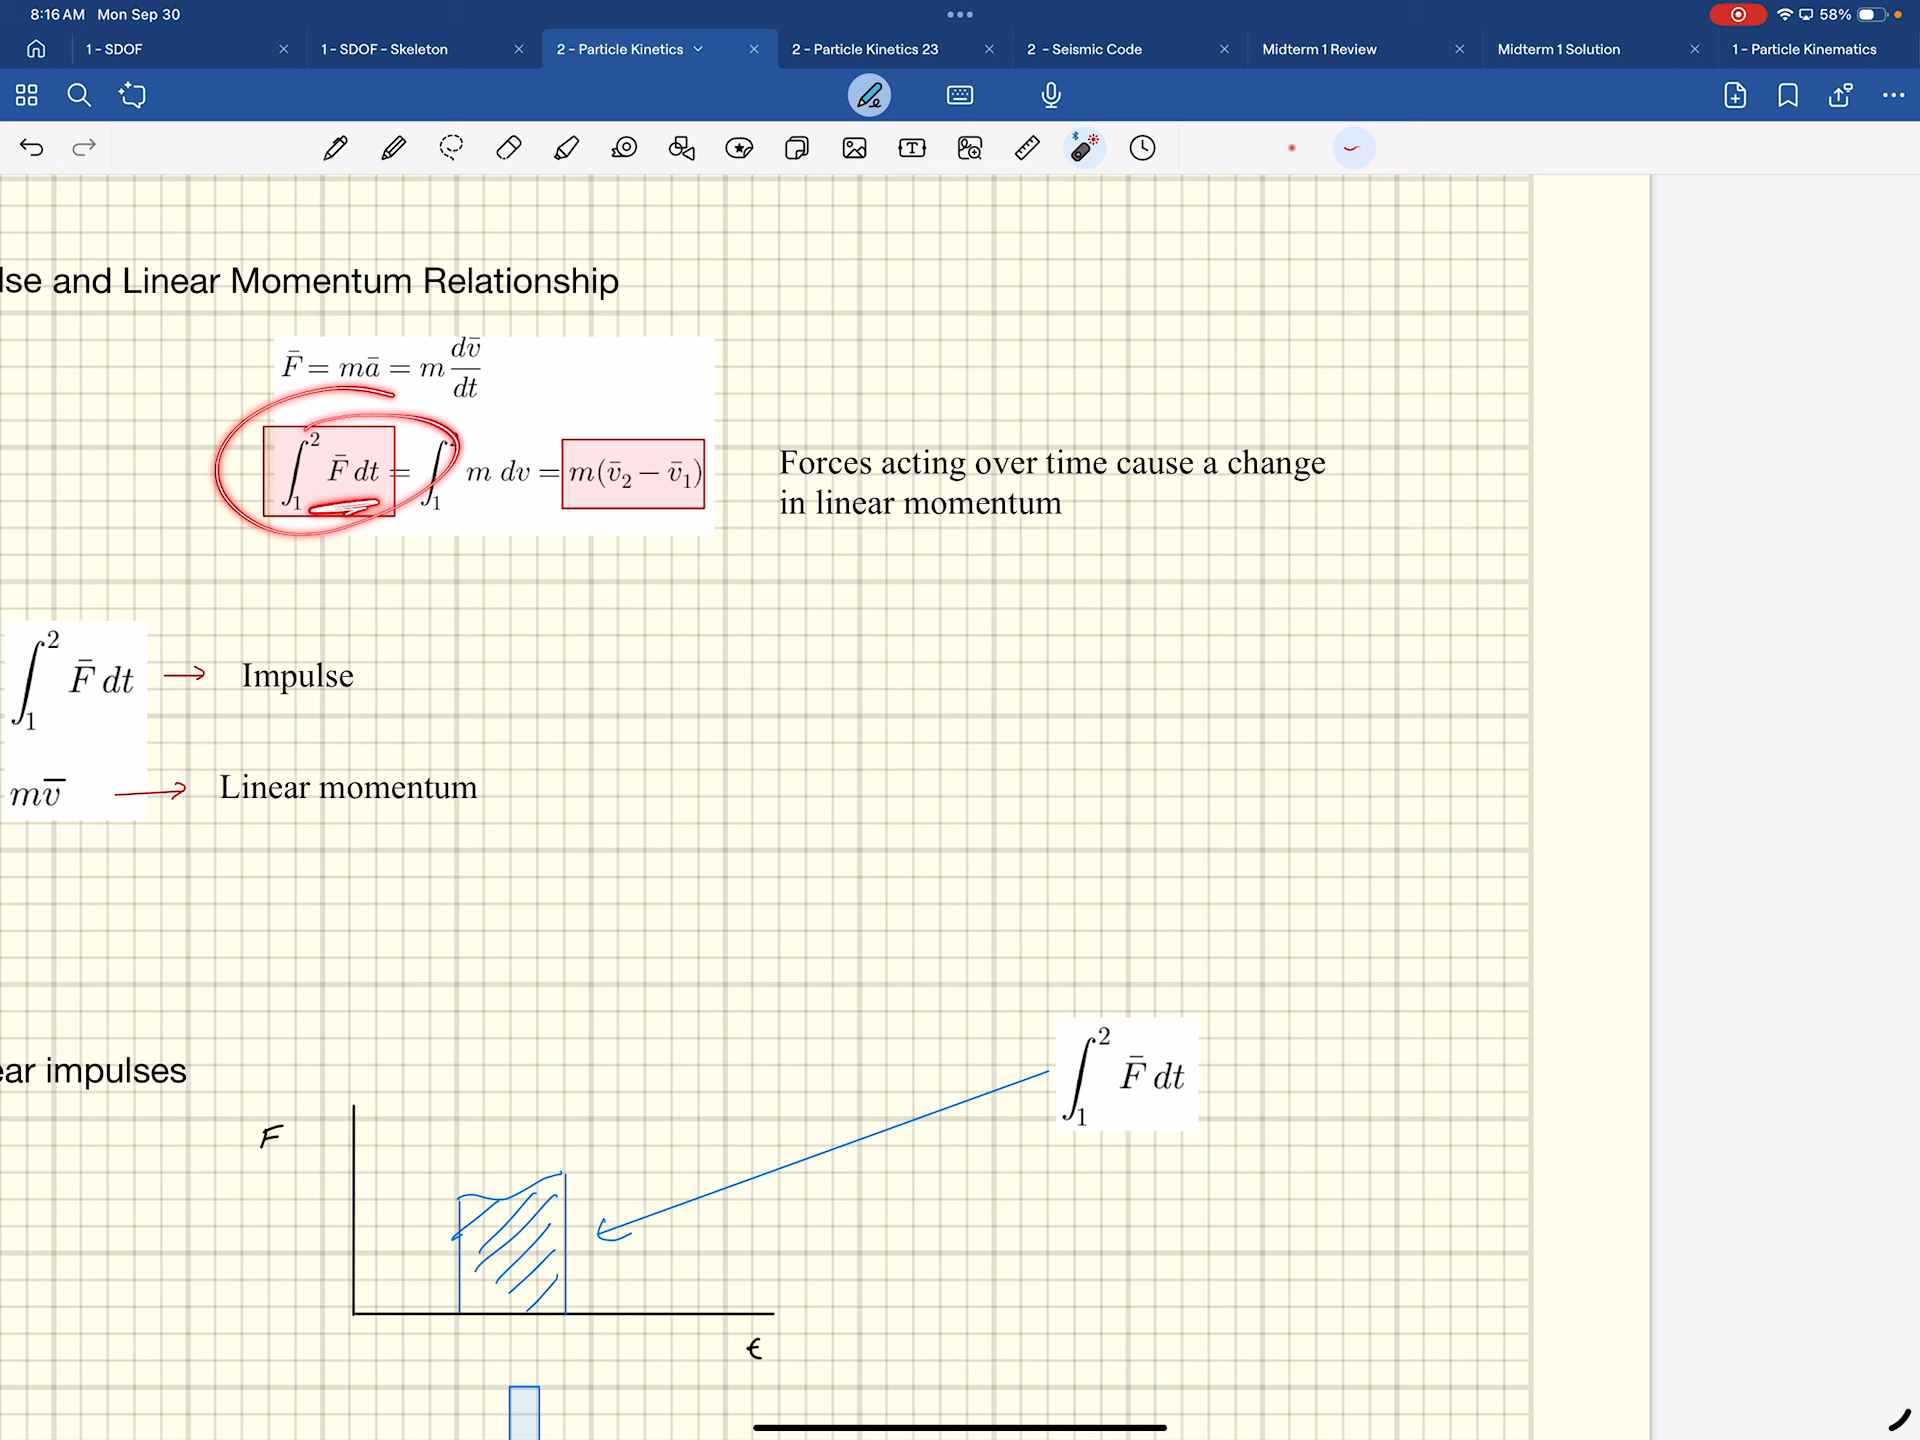 8:16 AM Mon Sep 30
58%
1 - SDOF
1 - SDOF - Skeleton
2 - Particle Kinetics
2 - Particle Kinetics 23
2 - Seismic Code
Midterm 1 Review
Midterm 1 Solution
1 - Particle Kinematics
lse and Linear Momentum Relationship
F̄ = mā = m dv̄/dt
∫₁² F̄ dt = ∫₁² m dv = m(v̄₂ − v̄₁)
Forces acting over time cause a change
in linear momentum
∫₁² F̄ dt → Impulse
mv̄ → Linear momentum
ear impulses
∫₁² F̄ dt
F
t